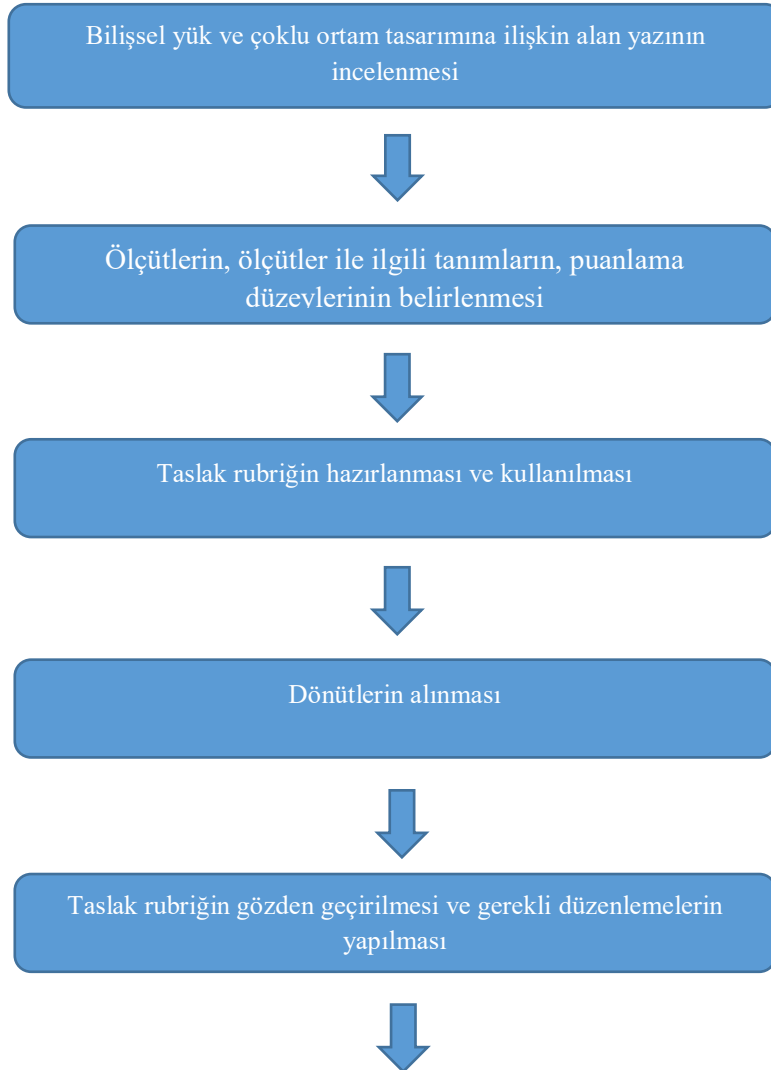 Bilişsel yük ve çoklu ortam tasarımına ilişkin alan yazının
incelenmesi
Ölçütlerin, ölçütler ile ilgili tanımların, puanlama
düzeylerinin belirlenmesi
Taslak rubriğin hazırlanması ve kullanılması
Dönütlerin alınması
Taslak rubriğin gözden geçirilmesi ve gerekli düzenlemelerin
yapılması